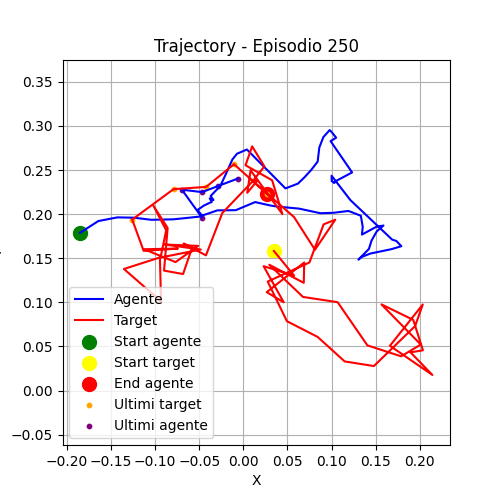 Trajectory - Episodio 250
0.35
0.30
0.25
0.20
0.15
0.10
0.05
0.00
−0.05
Agente
Target
Start agente
Start target
End agente
Ultimi target
Ultimi agente
−0.20 −0.15 −0.10 −0.05 0.00 0.05 0.10 0.15 0.20
X